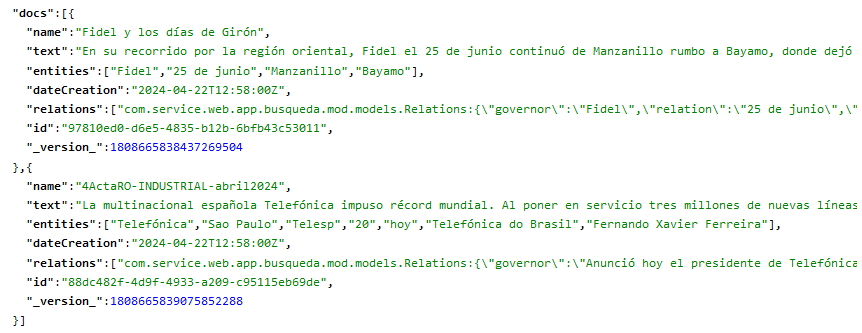 "docs":[{
"name":"Fidel y los días de Girón",
"text":"En su recorrido por la región oriental, Fidel el 25 de junio continuó de Manzanillo rumbo a Bayamo, donde dejó
"entities":["Fidel","25 de junio","Manzanillo","Bayamo"],
"dateCreation":"2024-04-22T12:58:00Z",
"relations":["com.service.web.app.busqueda.mod.models.Relations:{\"governor\":\"Fidel\",\"relation\":\"25 de junio\",\"
"id":"97810ed0-d6e5-4835-b12b-6bfb43c53011",
"_version_":1808665838437269504
},{
"name":"4ActaRO-INDUSTRIAL-abril2024",
"text":"La multinacional española Telefónica impuso récord mundial. Al poner en servicio tres millones de nuevas líneas
"entities":["Telefónica","Sao Paulo","Telesp","20","hoy","Telefónica do Brasil","Fernando Xavier Ferreira"],
"dateCreation":"2024-04-22T12:58:00Z",
"relations":["com.service.web.app.busqueda.mod.models.Relations:{\"governor\":\"Anunció hoy el presidente de Telefónica
"id":"88dc482f-4d9f-4933-a209-c95115eb69de",
"_version_":1808665839075852288
}]